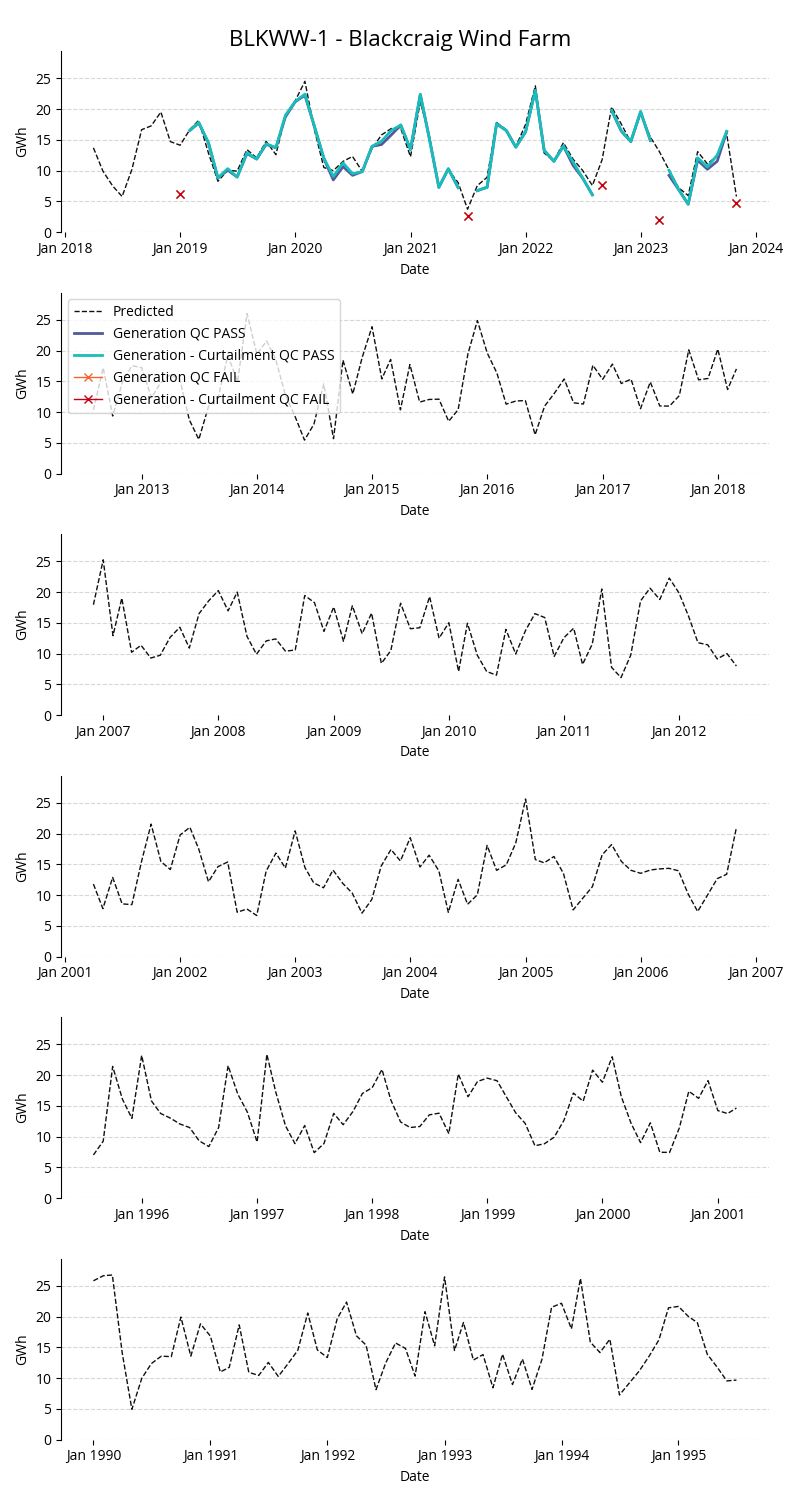 BLKWW-1 - Blackcraig Wind Farm
GWh
25
20
15
10
5
0
Jan 2018 Jan 2019 Jan 2020 Jan 2021 Jan 2022 Jan 2023 Jan 2024
Date
GWh
25
20
15
10
5
0
Predicted
Generation QC PASS
Generation - Curtailment QC PASS
Generation QC FAIL
Generation - Curtailment QC FAIL
Jan 2013 Jan 2014 Jan 2015 Jan 2016 Jan 2017 Jan 2018
Date
GWh
25
20
15
10
5
0
Jan 2007 Jan 2008 Jan 2009 Jan 2010 Jan 2011 Jan 2012
Date
GWh
25
20
15
10
5
0
Jan 2001 Jan 2002 Jan 2003 Jan 2004 Jan 2005 Jan 2006 Jan 2007
Date
GWh
25
20
15
10
5
0
Jan 1996 Jan 1997 Jan 1998 Jan 1999 Jan 2000 Jan 2001
Date
GWh
25
20
15
10
5
0
Jan 1990 Jan 1991 Jan 1992 Jan 1993 Jan 1994 Jan 1995
Date